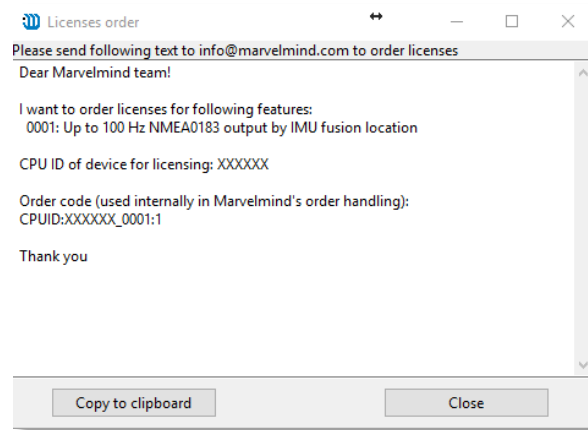 Licenses order
Please send following text to info@marvelmind.com to order licenses
Dear Marvelmind team!
I want to order licenses for following features:
0001: Up to 100 Hz NMEA0183 output by IMU fusion location
CPU ID of device for licensing: XXXXXX
Order code (used internally in Marvelmind's order handling):
CPUID:XXXXXX_0001:1
Thank you
Copy to clipboard
Close